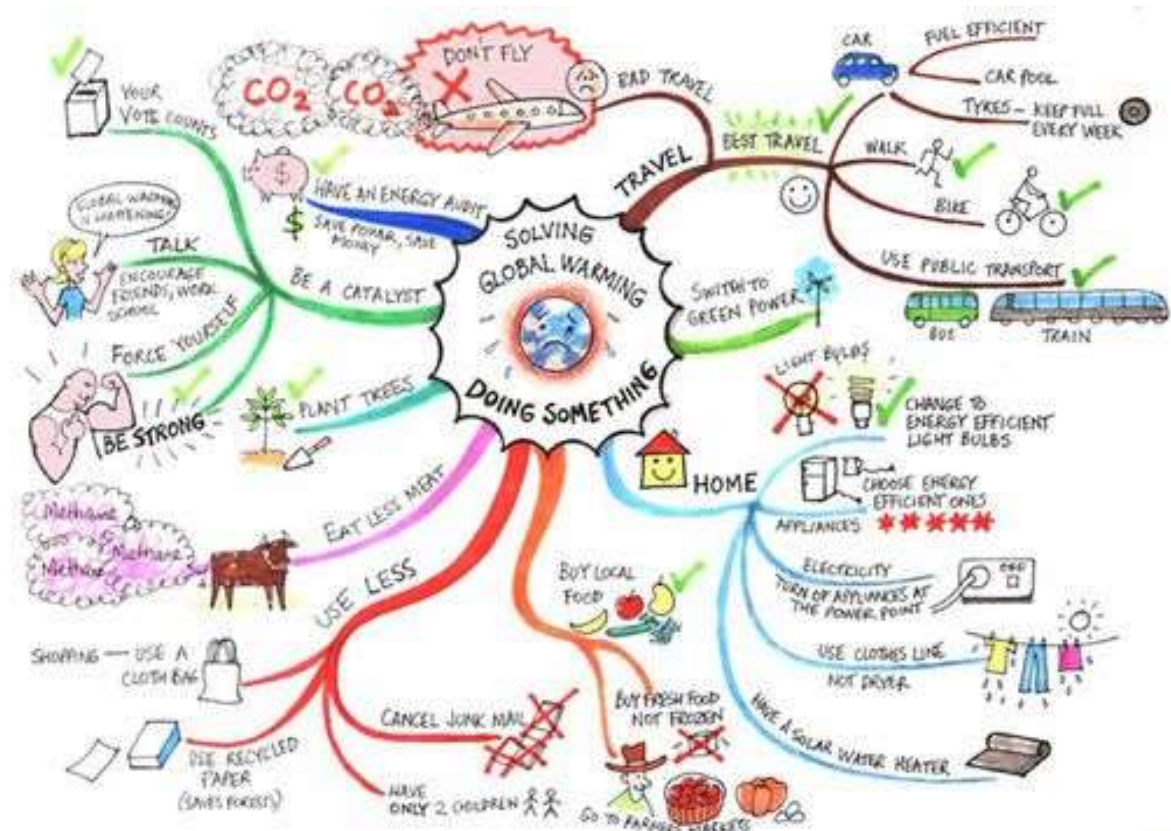 SOLVING
GLOBAL WARMING
DOING SOMETHING
TRAVEL
BAD TRAVEL
DON'T FLY
CO2
CO2
BEST TRAVEL
CAR
FUEL EFFICIENT
CAR POOL
TYRES – KEEP FULL
EVERY WEEK
WALK
BIKE
USE PUBLIC TRANSPORT
BUS
TRAIN
SWITCH TO
GREEN POWER
HOME
LIGHT BULBS
CHANGE TO
ENERGY EFFICIENT
LIGHT BULBS
CHOOSE ENERGY
EFFICIENT ONES
APPLIANCES
ELECTRICITY
TURN OF APPLIANCES AT
THE POWER POINT
OFF
USE CLOTHES LINE
NOT DRYER
HAVE A SOLAR WATER HEATER
BUY LOCAL
FOOD
BUY FRESH FOOD
NOT FROZEN
GO TO FARMERS MARKETS
USE LESS
SHOPPING — USE A
CLOTH BAG
USE RECYCLED
PAPER
(SAVES FORESTS)
CANCEL JUNK MAIL
HAVE
ONLY 2 CHILDREN
EAT LESS MEAT
Methane
Methane
Methane
PLANT TREES
BE A CATALYST
YOUR
VOTE COUNTS
TALK
ENCOURAGE
FRIENDS, WORK
SCHOOL
GLOBAL WARMING
FORCE YOURSELF
BE STRONG
HAVE AN ENERGY AUDIT
SAVE POWER, SAVE
MONEY
$
$